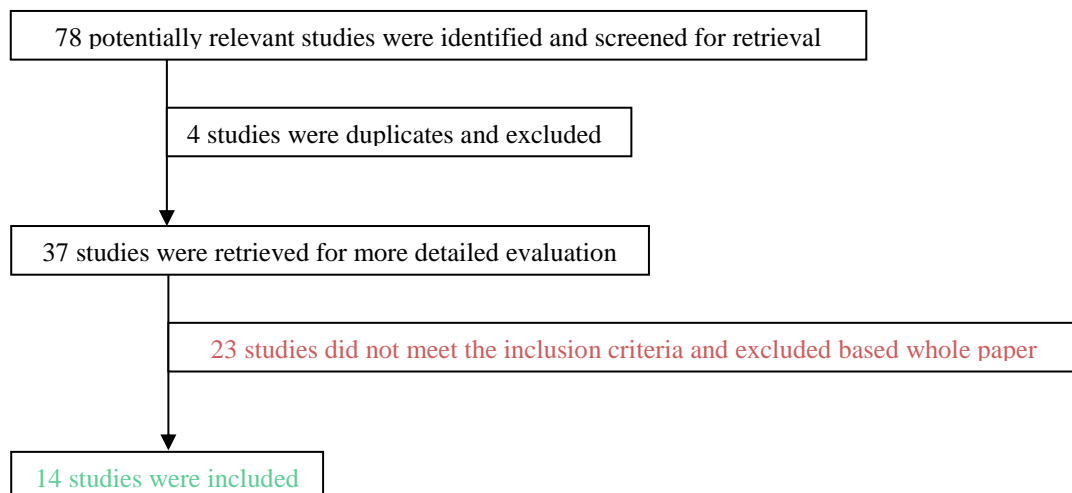 78 potentially relevant studies were identified and screened for retrieval
4 studies were duplicates and excluded
37 studies were retrieved for more detailed evaluation
23 studies did not meet the inclusion criteria and excluded based whole paper
14 studies were included